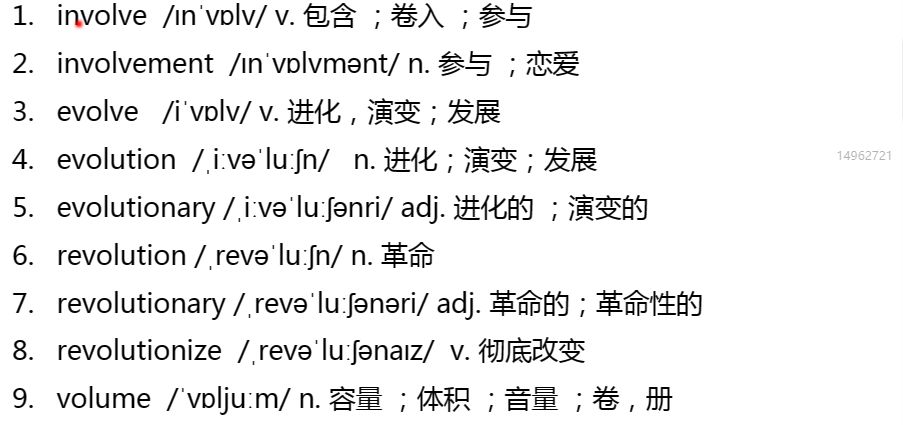 1. involve /ɪnˈvɒlv/ v. 包含 ；卷入 ；参与
2. involvement /ɪnˈvɒlvmənt/ n. 参与 ；恋爱
3. evolve /iˈvɒlv/ v. 进化，演变；发展
4. evolution /ˌiːvəˈluːʃn/ n. 进化；演变；发展
14962721
5. evolutionary /ˌiːvəˈluːʃənri/ adj. 进化的 ；演变的
6. revolution /ˌrevəˈluːʃn/ n. 革命
7. revolutionary /ˌrevəˈluːʃənəri/ adj. 革命的；革命性的
8. revolutionize /ˌrevəˈluːʃənaɪz/ v. 彻底改变
9. volume /ˈvɒljuːm/ n. 容量 ；体积 ；音量 ；卷，册